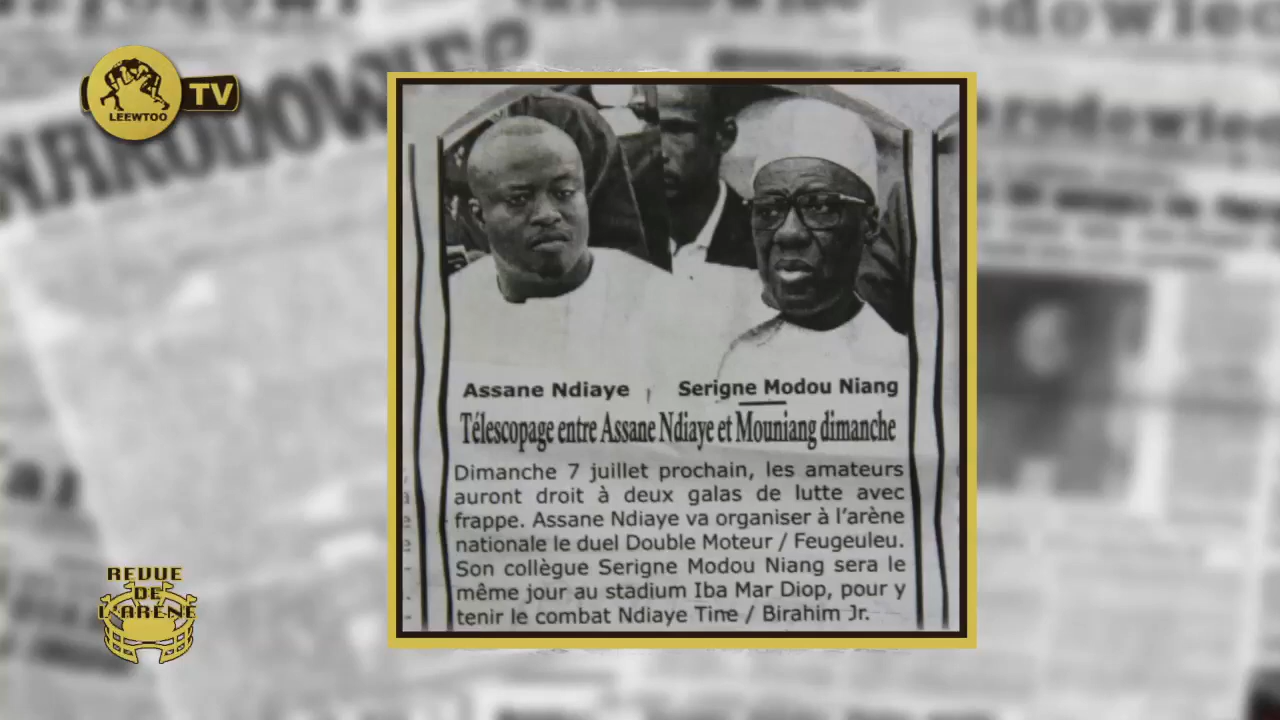 TV
LEEWTOO
NARODOWIEC
Assane Ndiaye
Serigne Modou Niang
Télescopage entre Assane Ndiaye et Mouniang dimanche
Dimanche 7 juillet prochain, les amateurs
auront droit à deux galas de lutte avec
frappe. Assane Ndiaye va organiser à l'arène
nationale le duel Double Moteur / Feugeuleu.
Son collègue Serigne Modou Niang sera le
même jour au stadium Iba Mar Diop, pour y
tenir le combat Ndiaye Tine / Birahim Jr.
REVUE
DE
L'ARÈNE